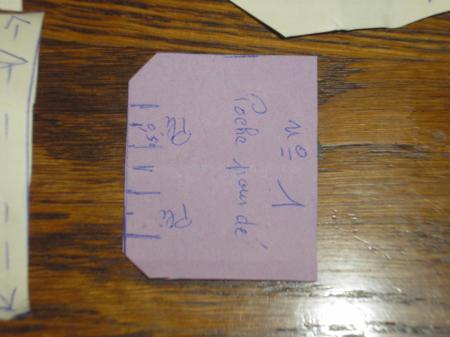 n° 1
Poche pour dé
Pli
Pli